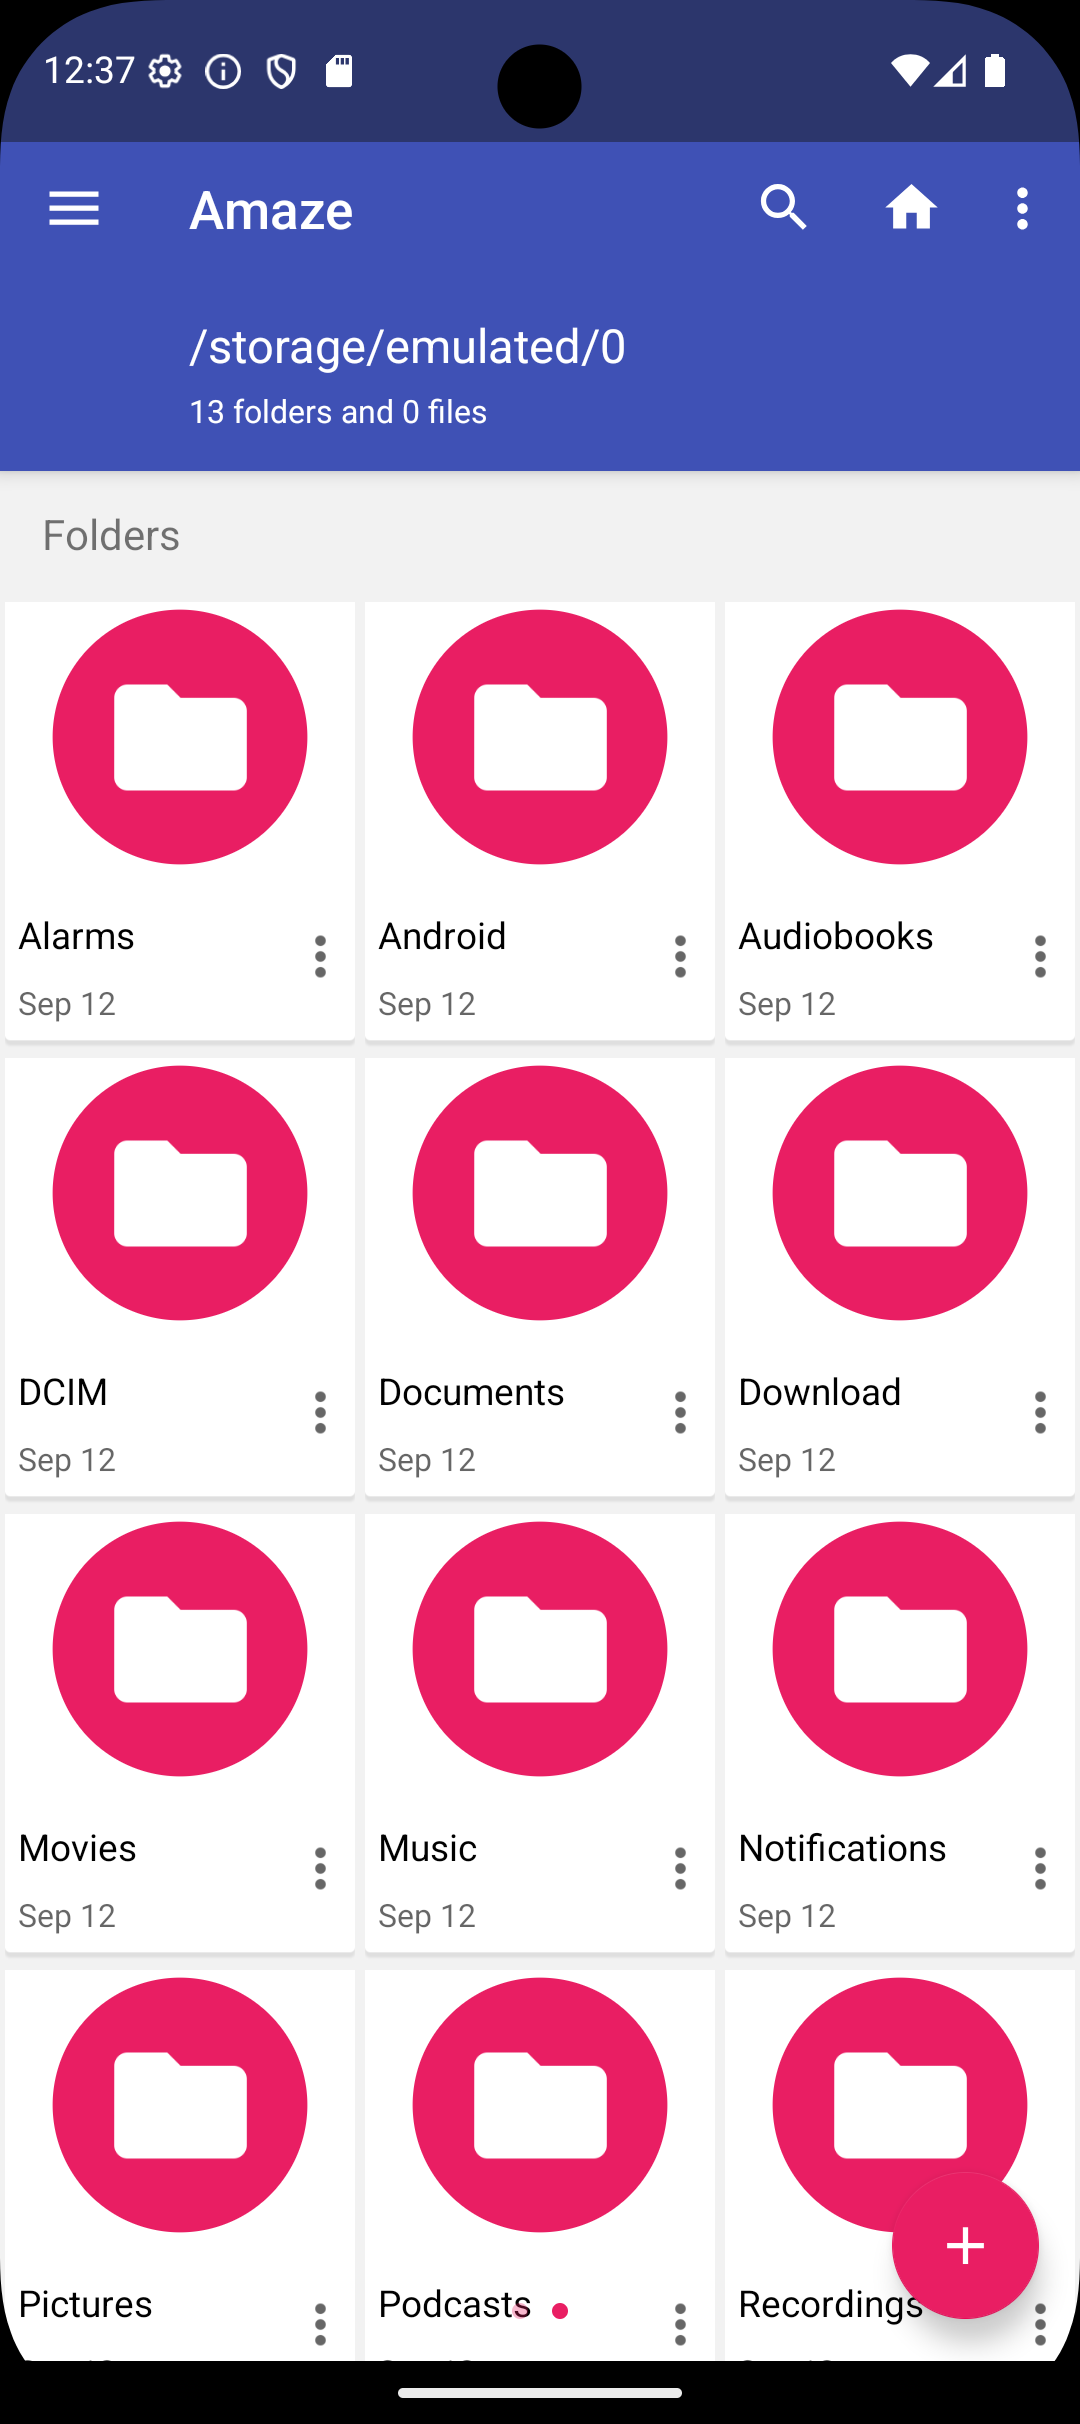 12:37
Amaze
/storage/emulated/0
13 folders and 0 files
Folders
Alarms
Sep 12
Android
Sep 12
Audiobooks
Sep 12
DCIM
Sep 12
Documents
Sep 12
Download
Sep 12
Movies
Sep 12
Music
Sep 12
Notifications
Sep 12
Pictures
Podcasts
Recordings